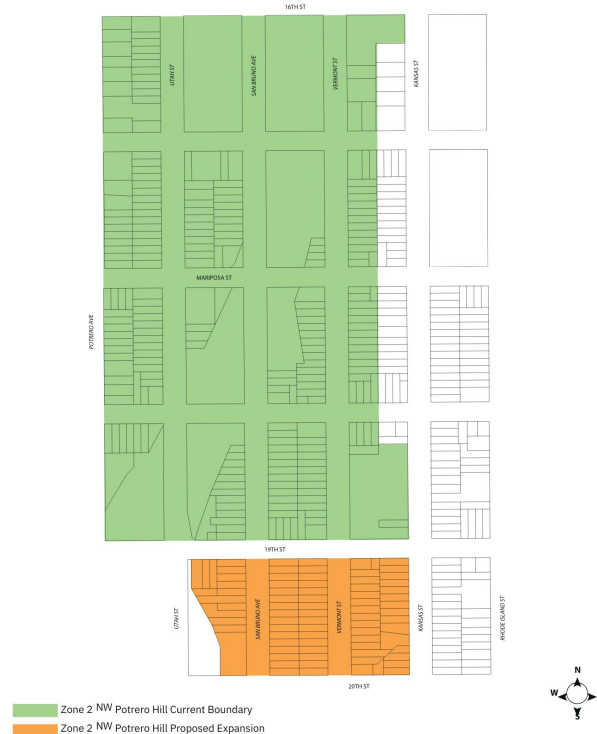 16TH ST
UTAH ST
SAN BRUNO AVE
VERMONT ST
KANSAS ST
MARIPOSA ST
POTRERO AVE
19TH ST
UTAH ST
SAN BRUNO AVE
VERMONT ST
KANSAS ST
RHODE ISLAND ST
20TH ST
N
W
E
S
Zone 2 NW Potrero Hill Current Boundary
Zone 2 NW Potrero Hill Proposed Expansion